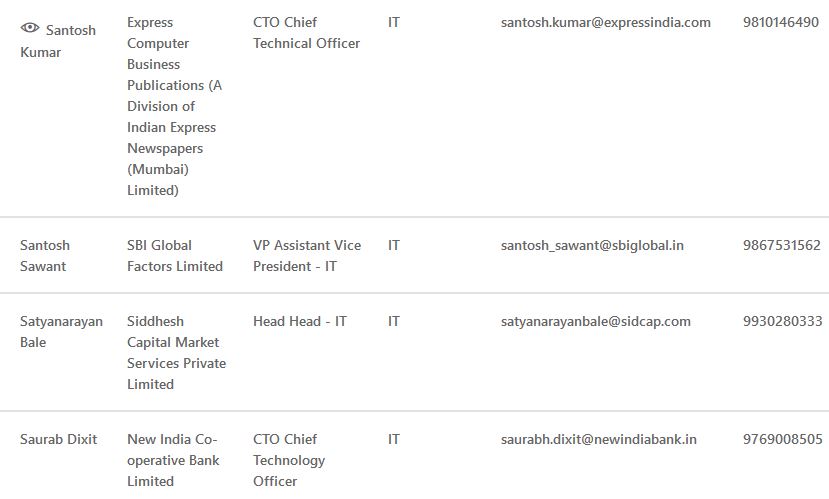 Santosh Kumar
Express Computer Business Publications (A Division of Indian Express Newspapers (Mumbai) Limited)
CTO Chief Technical Officer
IT
santosh.kumar@expressindia.com
9810146490
Santosh Sawant
SBI Global Factors Limited
VP Assistant Vice President - IT
IT
santosh_sawant@sbiglobal.in
9867531562
Satyanarayan Bale
Siddhesh Capital Market Services Private Limited
Head Head - IT
IT
satyanarayanbale@sidcap.com
9930280333
Saurab Dixit
New India Co-operative Bank Limited
CTO Chief Technology Officer
IT
saurabh.dixit@newindiabank.in
9769008505